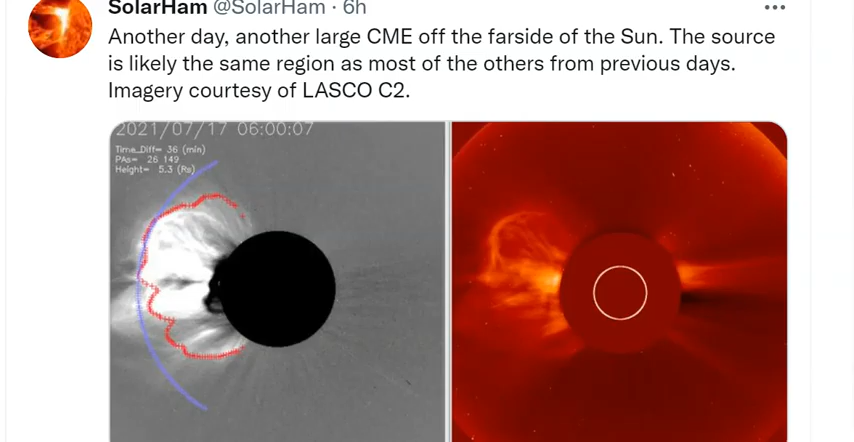 SolarHam @SolarHam · 6h
Another day, another large CME off the farside of the Sun. The source
is likely the same region as most of the others from previous days.
Imagery courtesy of LASCO C2.
2021/07/17 06:00:07
Time_Diff= 36 (min)
PAs= 26 149
Height= 5.3 (Rs)